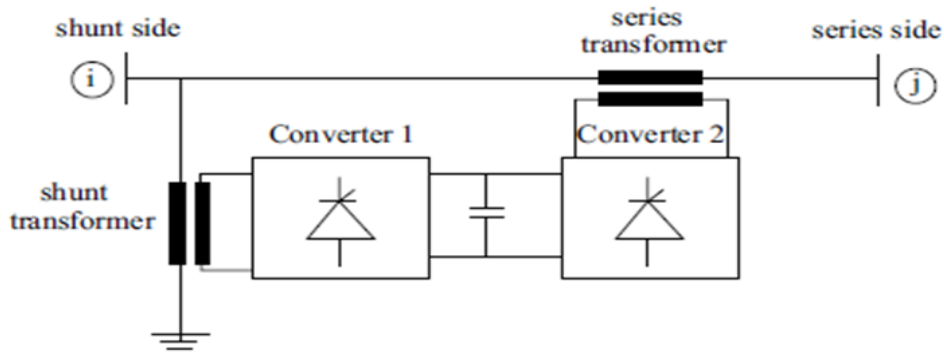 shunt side
series
transformer
series side
i
j
Converter 1
Converter 2
shunt
transformer